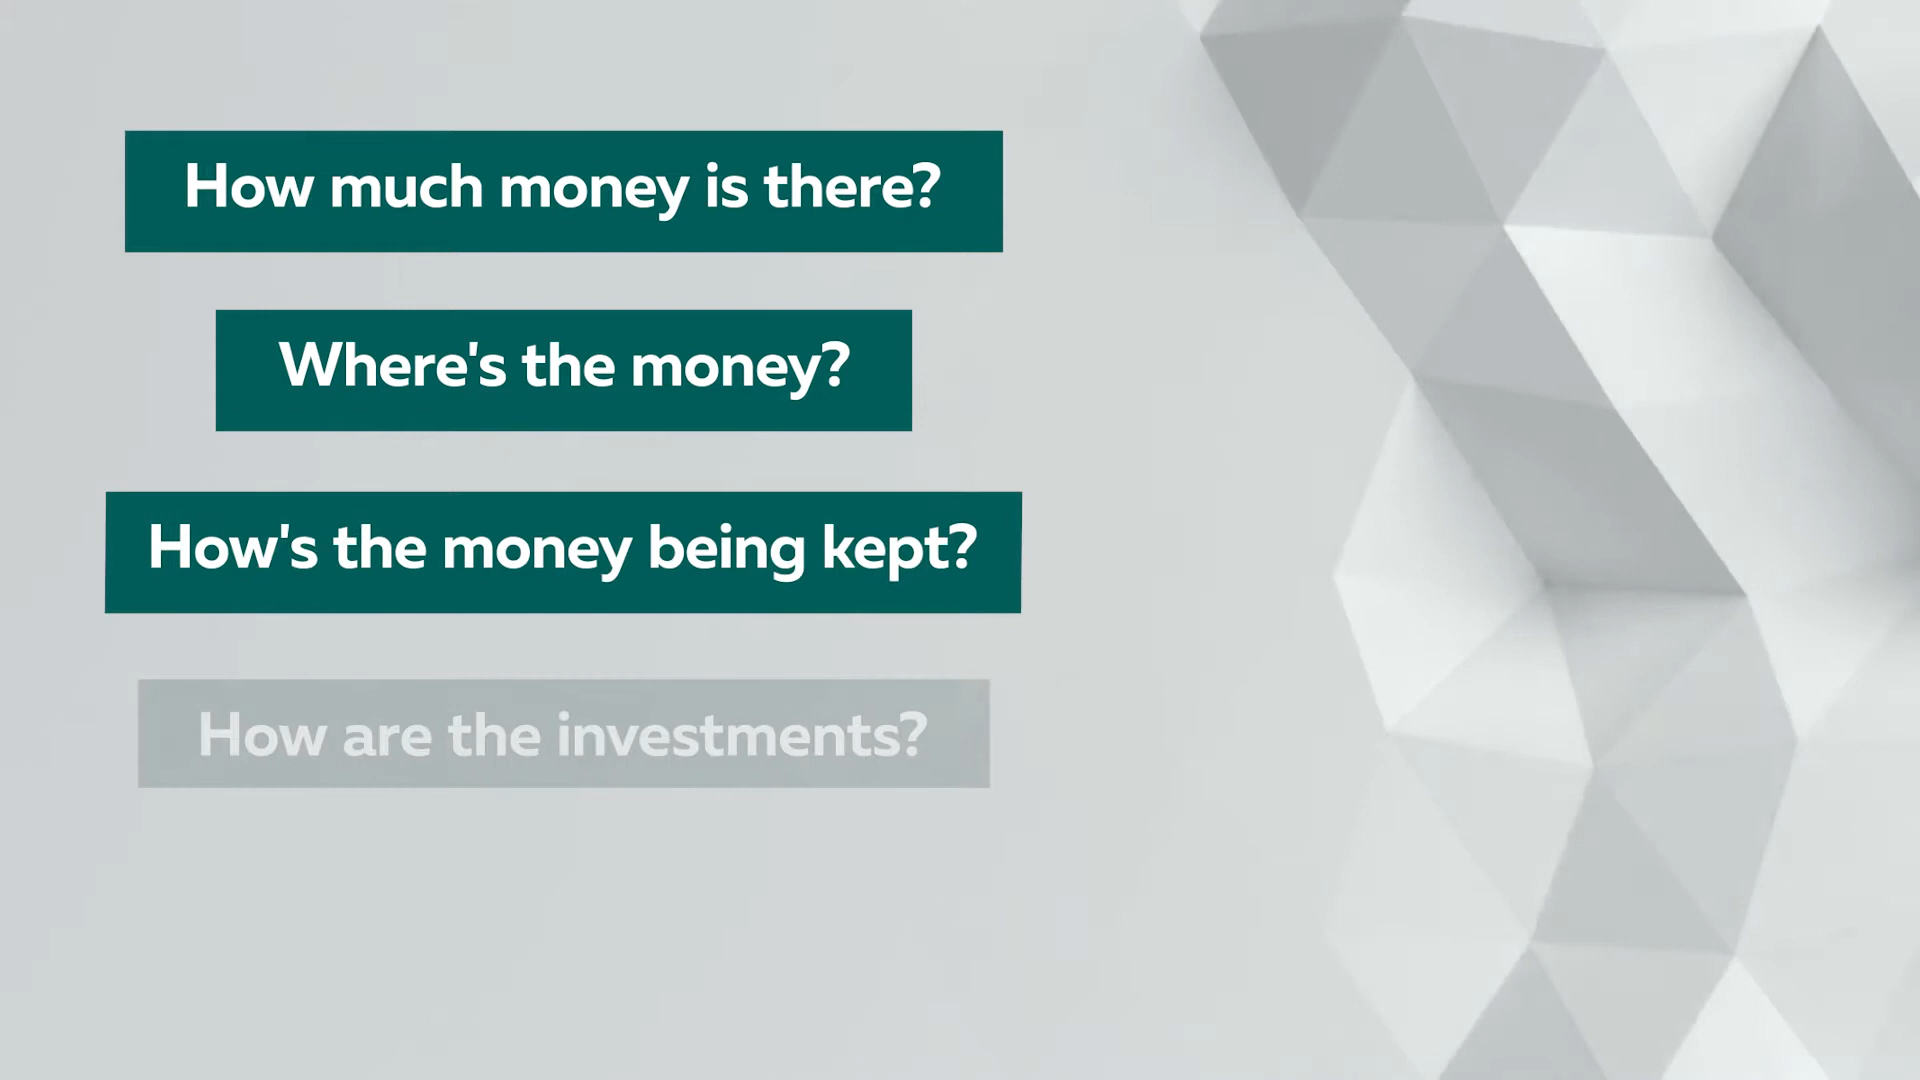 How much money is there?
Where's the money?
How's the money being kept?
How are the investments?